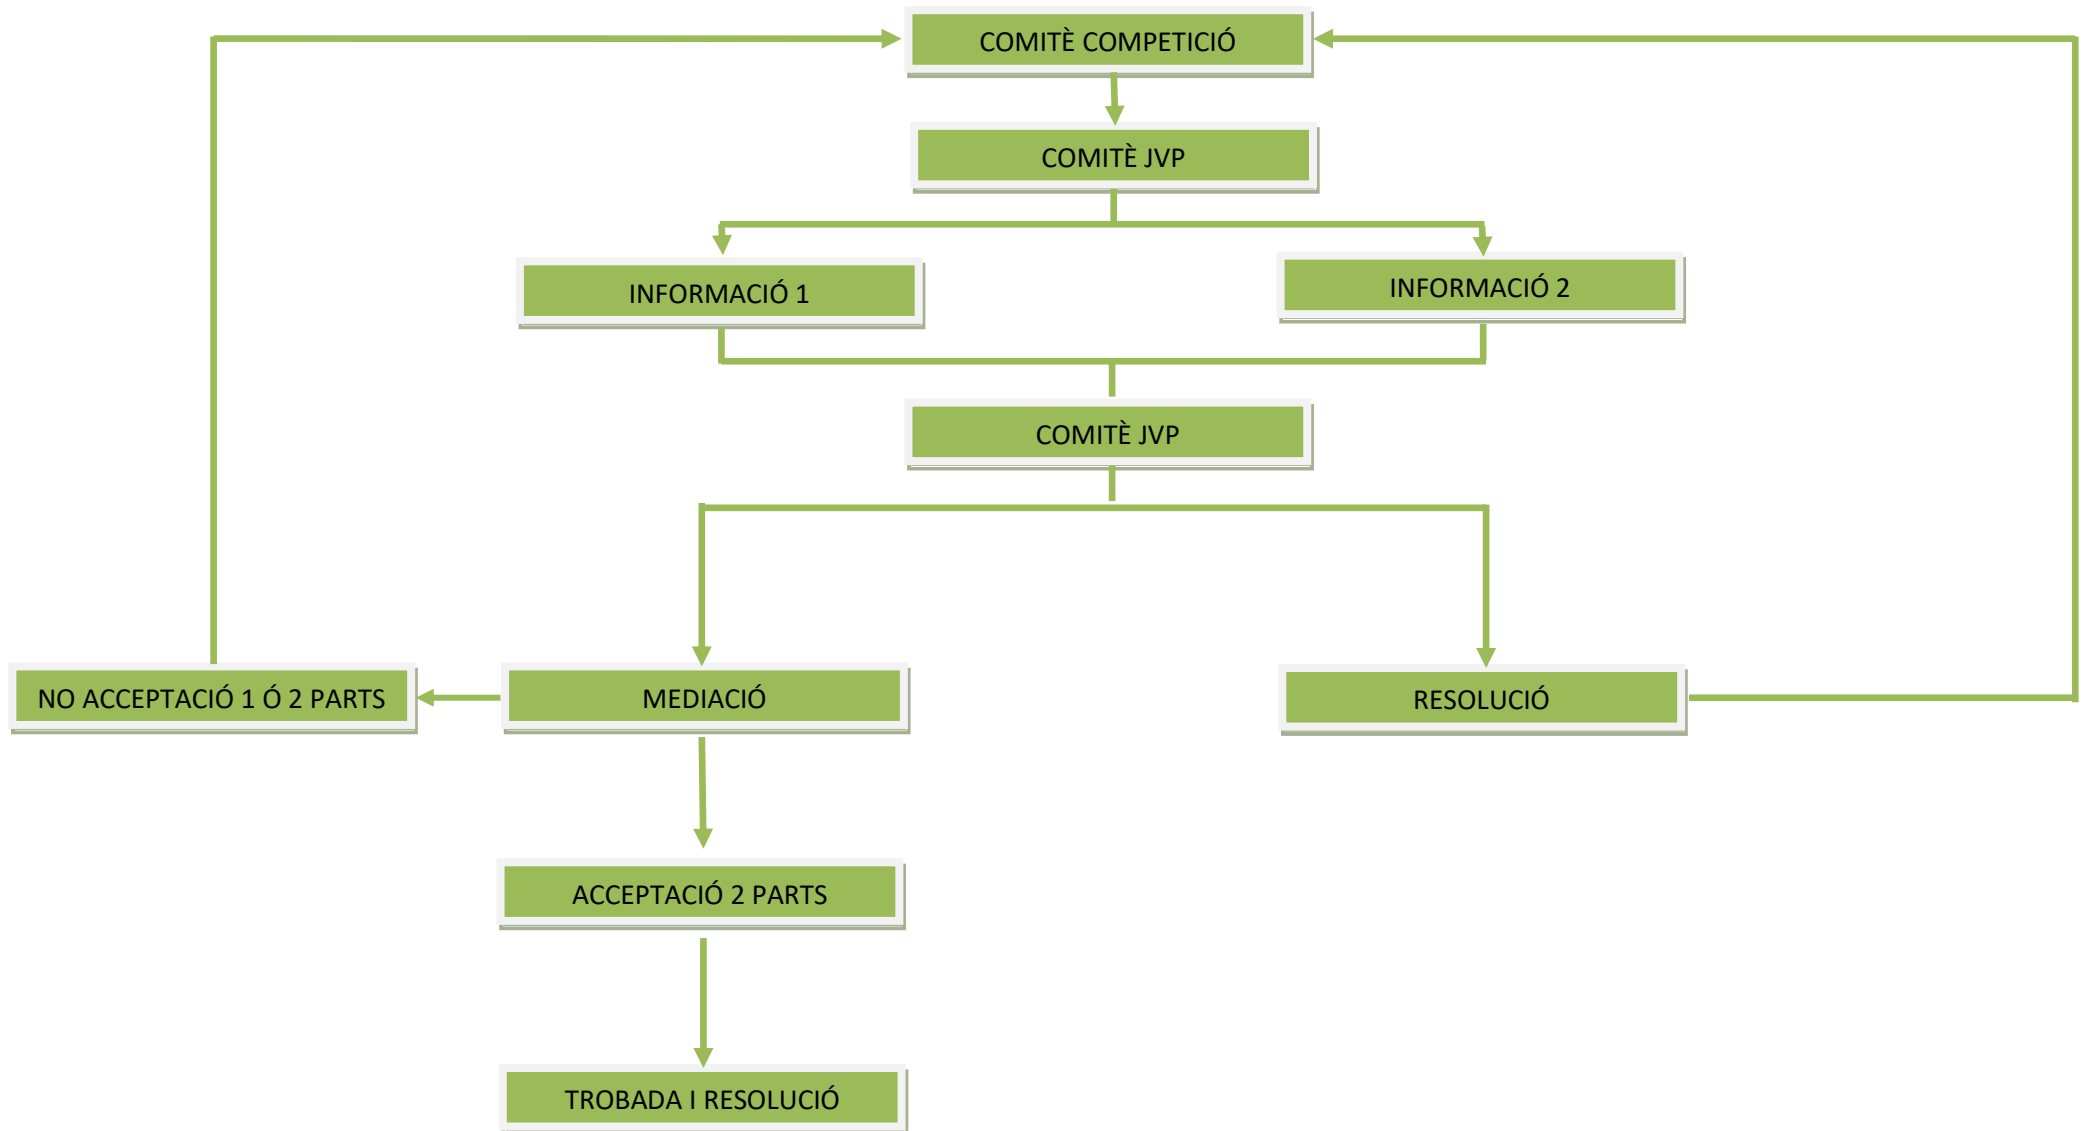 COMITÈ COMPETICIÓ
COMITÈ JVP
INFORMACIÓ 1
INFORMACIÓ 2
COMITÈ JVP
NO ACCEPTACIÓ 1 Ó 2 PARTS
MEDIACIÓ
RESOLUCIÓ
ACCEPTACIÓ 2 PARTS
TROBADA I RESOLUCIÓ